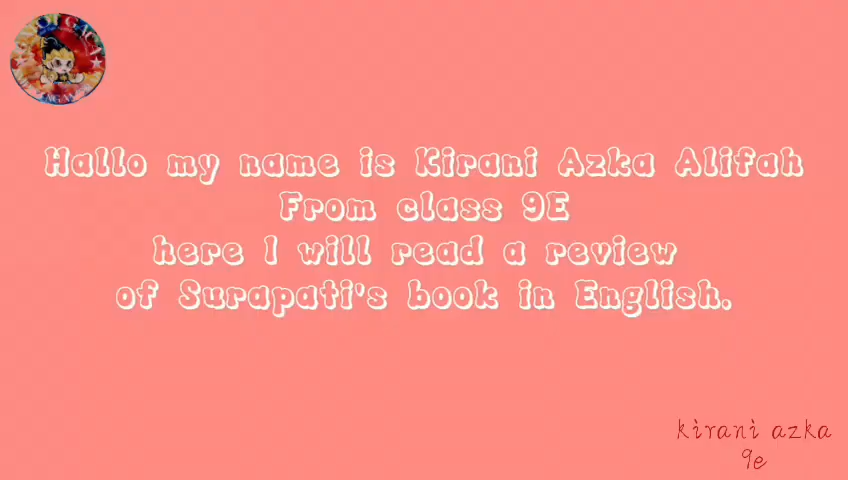 Hallo my name is Kirani Azka Alifah
From class 9E
here I will read a review
of Surapati's book in English.
kirani azka
9e